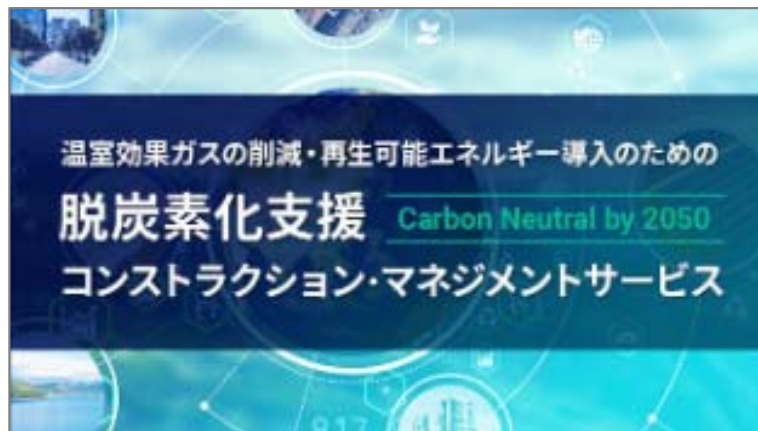 温室効果ガスの削減・再生可能エネルギー導入のための
脱炭素化支援 Carbon Neutral by 2050
コンストラクション・マネジメントサービス